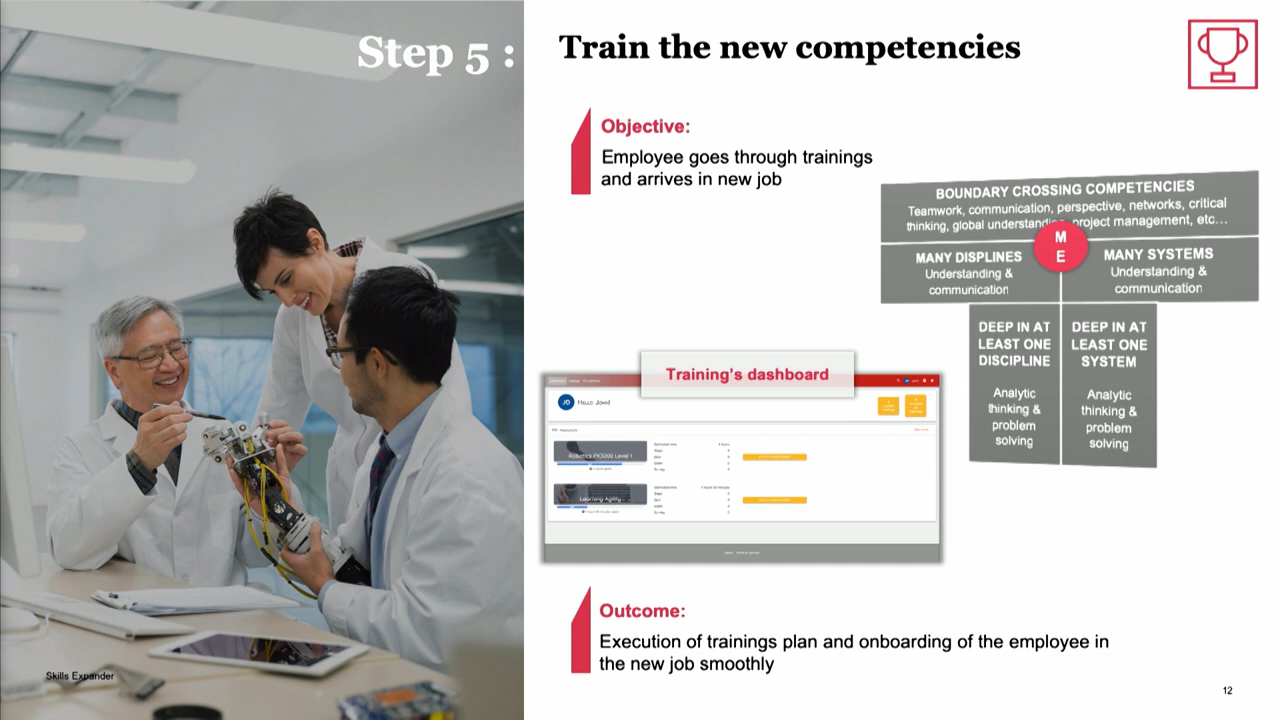 Step 5 :
Train the new competencies
Objective:
Employee goes through trainings
and arrives in new job
BOUNDARY CROSSING COMPETENCIES
Teamwork, communication, perspective, networks, critical
thinking, global understanding, project management, etc…
M
E
MANY DISPLINES
Understanding &
communication
MANY SYSTEMS
Understanding &
communication
DEEP IN AT
LEAST ONE
DISCIPLINE
Analytic
thinking &
problem
solving
DEEP IN AT
LEAST ONE
SYSTEM
Analytic
thinking &
problem
solving
Training's dashboard
JD
Hello
Robotics
Level 1
Learning Agility
Outcome:
Execution of trainings plan and onboarding of the employee in
the new job smoothly
Skills Expander
12